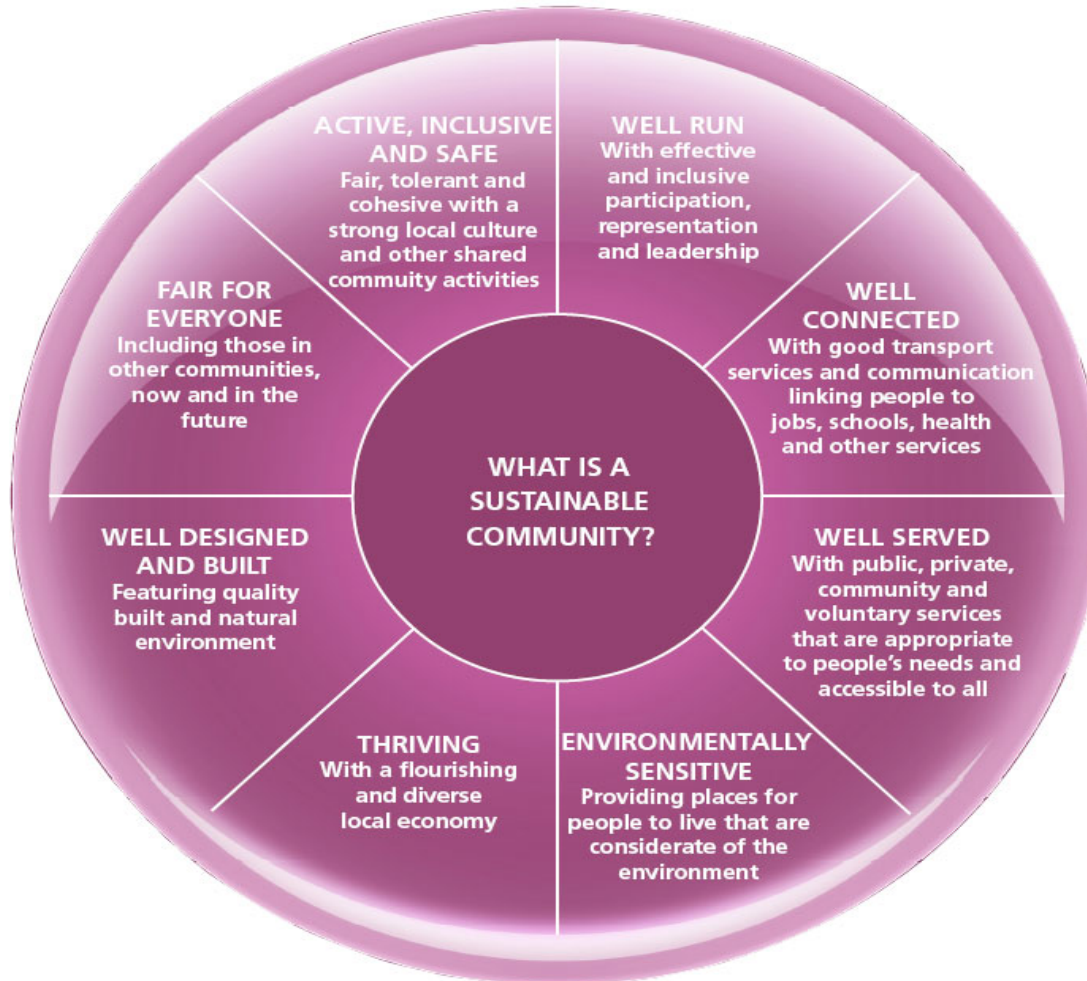 WHAT IS A
SUSTAINABLE
COMMUNITY?
ACTIVE, INCLUSIVE
AND SAFE
Fair, tolerant and
cohesive with a
strong local culture
and other shared
commuity activities
WELL RUN
With effective
and inclusive
participation,
representation
and leadership
WELL
CONNECTED
With good transport
services and communication
linking people to
jobs, schools, health
and other services
WELL SERVED
With public, private,
community and
voluntary services
that are appropriate
to people’s needs and
accessible to all
ENVIRONMENTALLY
SENSITIVE
Providing places for
people to live that are
considerate of the
environment
THRIVING
With a flourishing
and diverse
local economy
WELL DESIGNED
AND BUILT
Featuring quality
built and natural
environment
FAIR FOR
EVERYONE
Including those in
other communities,
now and in the
future